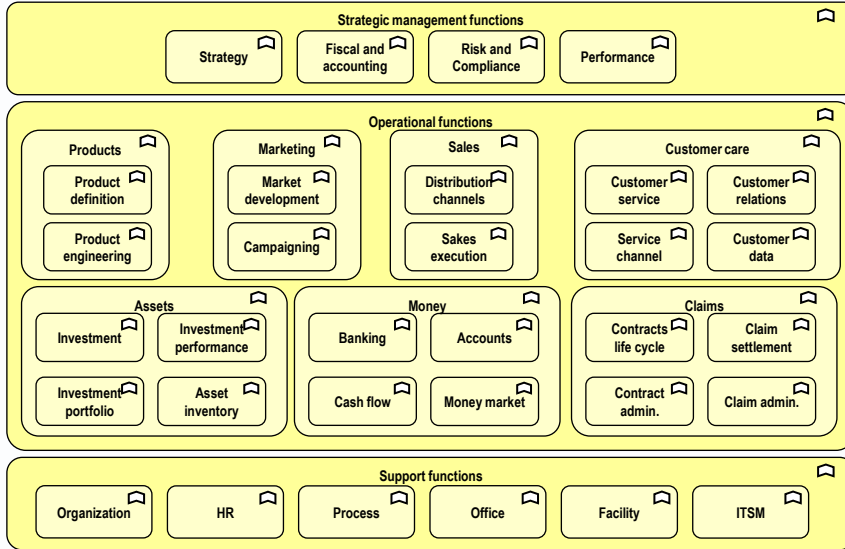 Strategic management functions
Strategy
Fiscal and
accounting
Risk and
Compliance
Performance
Operational functions
Products
Product
definition
Product
engineering
Marketing
Market
development
Campaigning
Sales
Distribution
channels
Sakes
execution
Customer care
Customer
service
Customer
relations
Service
channel
Customer
data
Assets
Investment
Investment
performance
Investment
portfolio
Asset
inventory
Money
Banking
Accounts
Cash flow
Money market
Claims
Contracts
life cycle
Claim
settlement
Contract
admin.
Claim admin.
Support functions
Organization
HR
Process
Office
Facility
ITSM